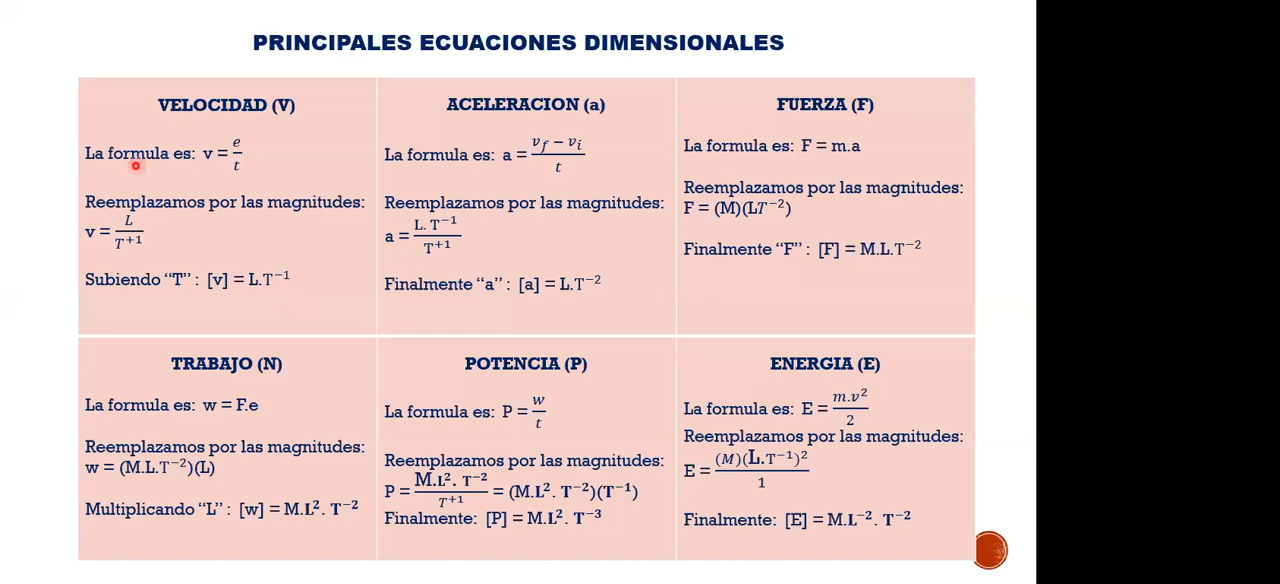 PRINCIPALES ECUACIONES DIMENSIONALES
VELOCIDAD (V)
La formula es: v = e/t
Reemplazamos por las magnitudes:
v = L/T⁺¹
Subiendo “T” : [v] = L.T⁻¹
ACELERACION (a)
La formula es: a = (v_f − v_i)/t
Reemplazamos por las magnitudes:
a = L. T⁻¹/T⁺¹
Finalmente “a” : [a] = L.T⁻²
FUERZA (F)
La formula es: F = m.a
Reemplazamos por las magnitudes:
F = (M)(LT⁻²)
Finalmente “F” : [F] = M.L.T⁻²
TRABAJO (N)
La formula es: w = F.e
Reemplazamos por las magnitudes:
w = (M.L.T⁻²)(L)
Multiplicando “L” : [w] = M.L². T⁻²
POTENCIA (P)
La formula es: P = w/t
Reemplazamos por las magnitudes:
P = M.L². T⁻²/T⁺¹ = (M.L². T⁻²)(T⁻¹)
Finalmente: [P] = M.L². T⁻³
ENERGIA (E)
La formula es: E = m.v²/2
Reemplazamos por las magnitudes:
E = (M)(L.T⁻¹)²/1
Finalmente: [E] = M.L⁻². T⁻²